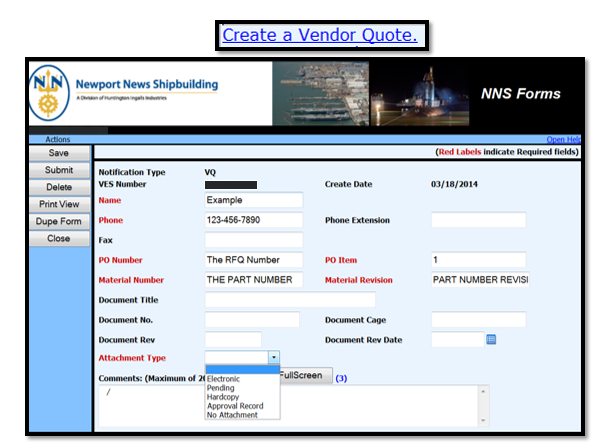 Create a Vendor Quote.
NN
Newport News Shipbuilding
A Division of Huntington Ingalls Industries
NNS Forms
Actions Open Help
Save (Red Labels indicate Required fields)
Submit
Notification Type VQ
Delete
VES Number Create Date 03/18/2014
Print View
Name Example
Dupe Form
Phone 123-456-7890 Phone Extension
Close
Fax
PO Number The RFQ Number PO Item 1
Material Number THE PART NUMBER Material Revision PART NUMBER REVISI
Document Title
Document No. Document Cage
Document Rev Document Rev Date
Attachment Type
Comments: (Maximum of FullScreen (3)
Electronic
Pending
Hardcopy
Approval Record
No Attachment
/